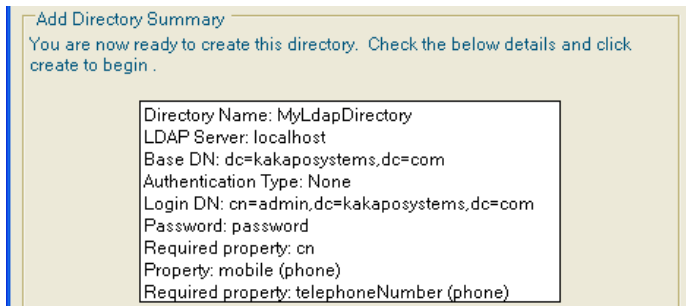 Add Directory Summary
You are now ready to create this directory. Check the below details and click
create to begin .
Directory Name: MyLdapDirectory
LDAP Server: localhost
Base DN: dc=kakaposystems,dc=com
Authentication Type: None
Login DN: cn=admin,dc=kakaposystems,dc=com
Password: password
Required property: cn
Property: mobile (phone)
Required property: telephoneNumber (phone)